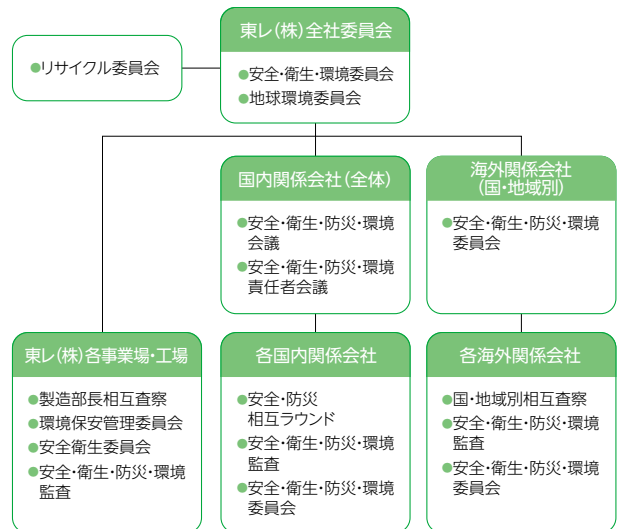 東レ(株)全社委員会
●安全・衛生・環境委員会
●地球環境委員会
●リサイクル委員会
国内関係会社(全体)
●安全・衛生・防災・環境
会議
●安全・衛生・防災・環境
責任者会議
海外関係会社
(国・地域別)
●安全・衛生・防災・環境
委員会
東レ(株)各事業場・工場
●製造部長相互査察
●環境保安管理委員会
●安全衛生委員会
●安全・衛生・防災・環境
監査
各国内関係会社
●安全・防災
相互ラウンド
●安全・衛生・防災・環境
監査
●安全・衛生・防災・環境
委員会
各海外関係会社
●国・地域別相互査察
●安全・衛生・防災・環境
監査
●安全・衛生・防災・環境
委員会